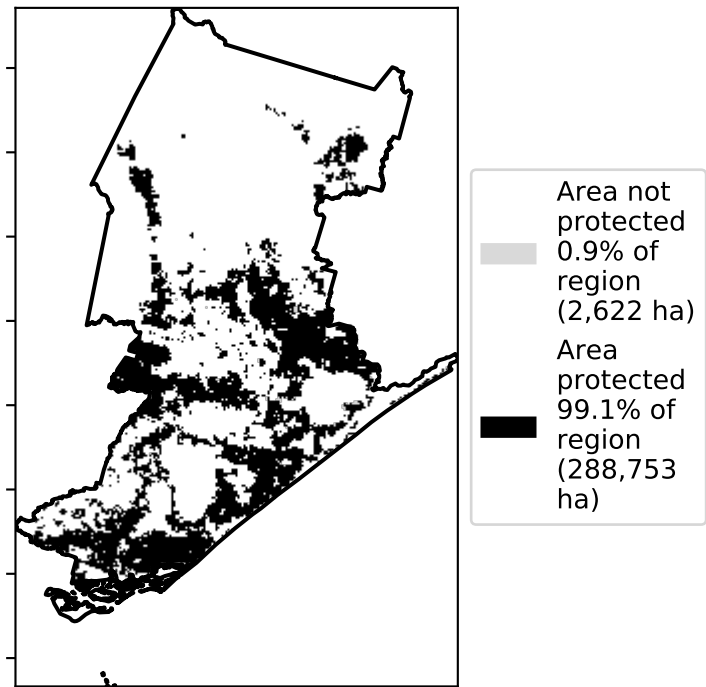 Area not
protected
0.9% of
region
(2,622 ha)
Area
protected
99.1% of
region
(288,753
ha)